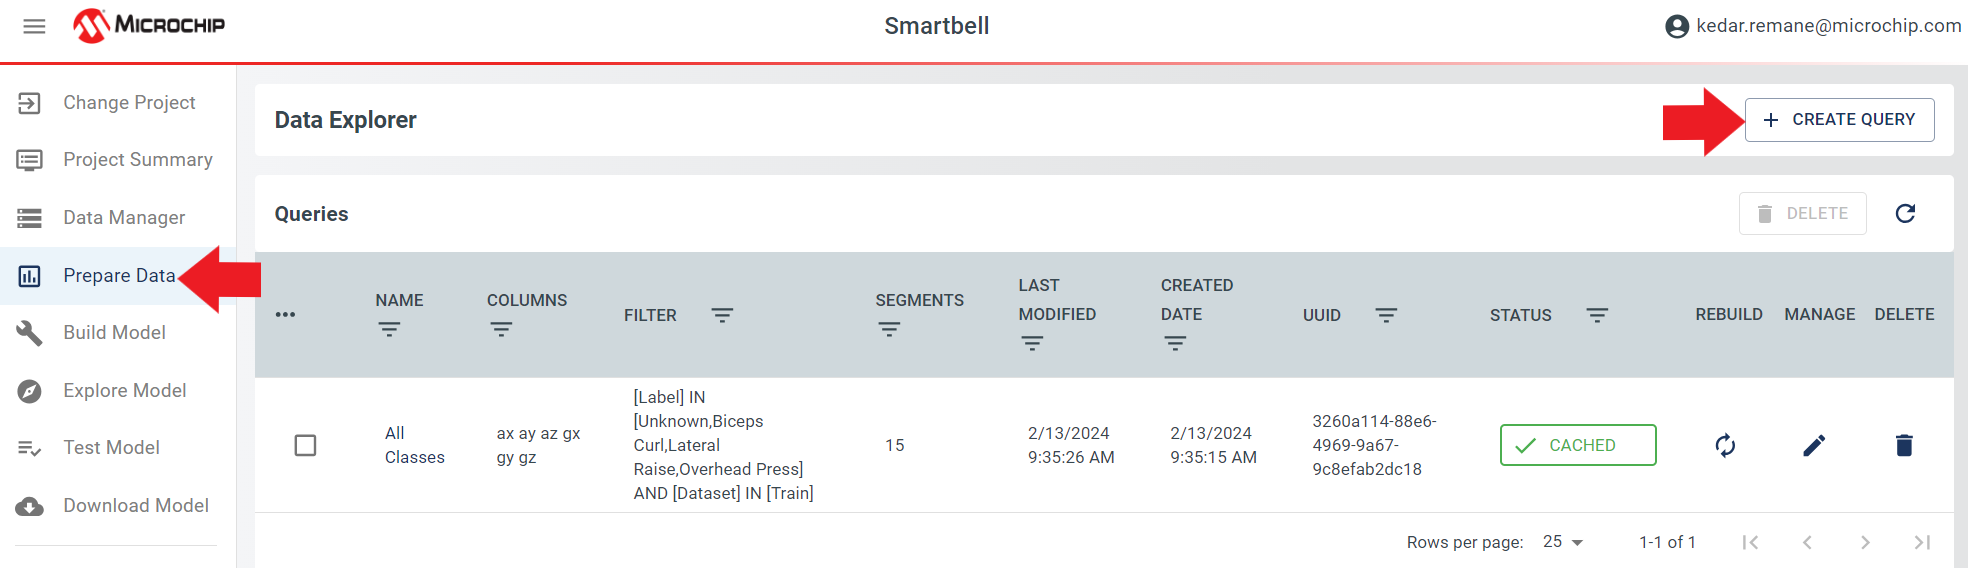 MICROCHIP
Smartbell
kedar.remane@microchip.com
Change Project
Project Summary
Data Manager
Prepare Data
Build Model
Explore Model
Test Model
Download Model
Data Explorer
+ CREATE QUERY
Queries
DELETE
NAME
COLUMNS
FILTER
SEGMENTS
LAST
MODIFIED
CREATED
DATE
UUID
STATUS
REBUILD
MANAGE
DELETE
All
Classes
ax ay az gx
gy gz
[Label] IN
[Unknown,Biceps
Curl,Lateral
Raise,Overhead Press]
AND [Dataset] IN [Train]
15
2/13/2024
9:35:26 AM
2/13/2024
9:35:15 AM
3260a114-88e6-
4969-9a67-
9c8efab2dc18
CACHED
Rows per page: 25
1-1 of 1